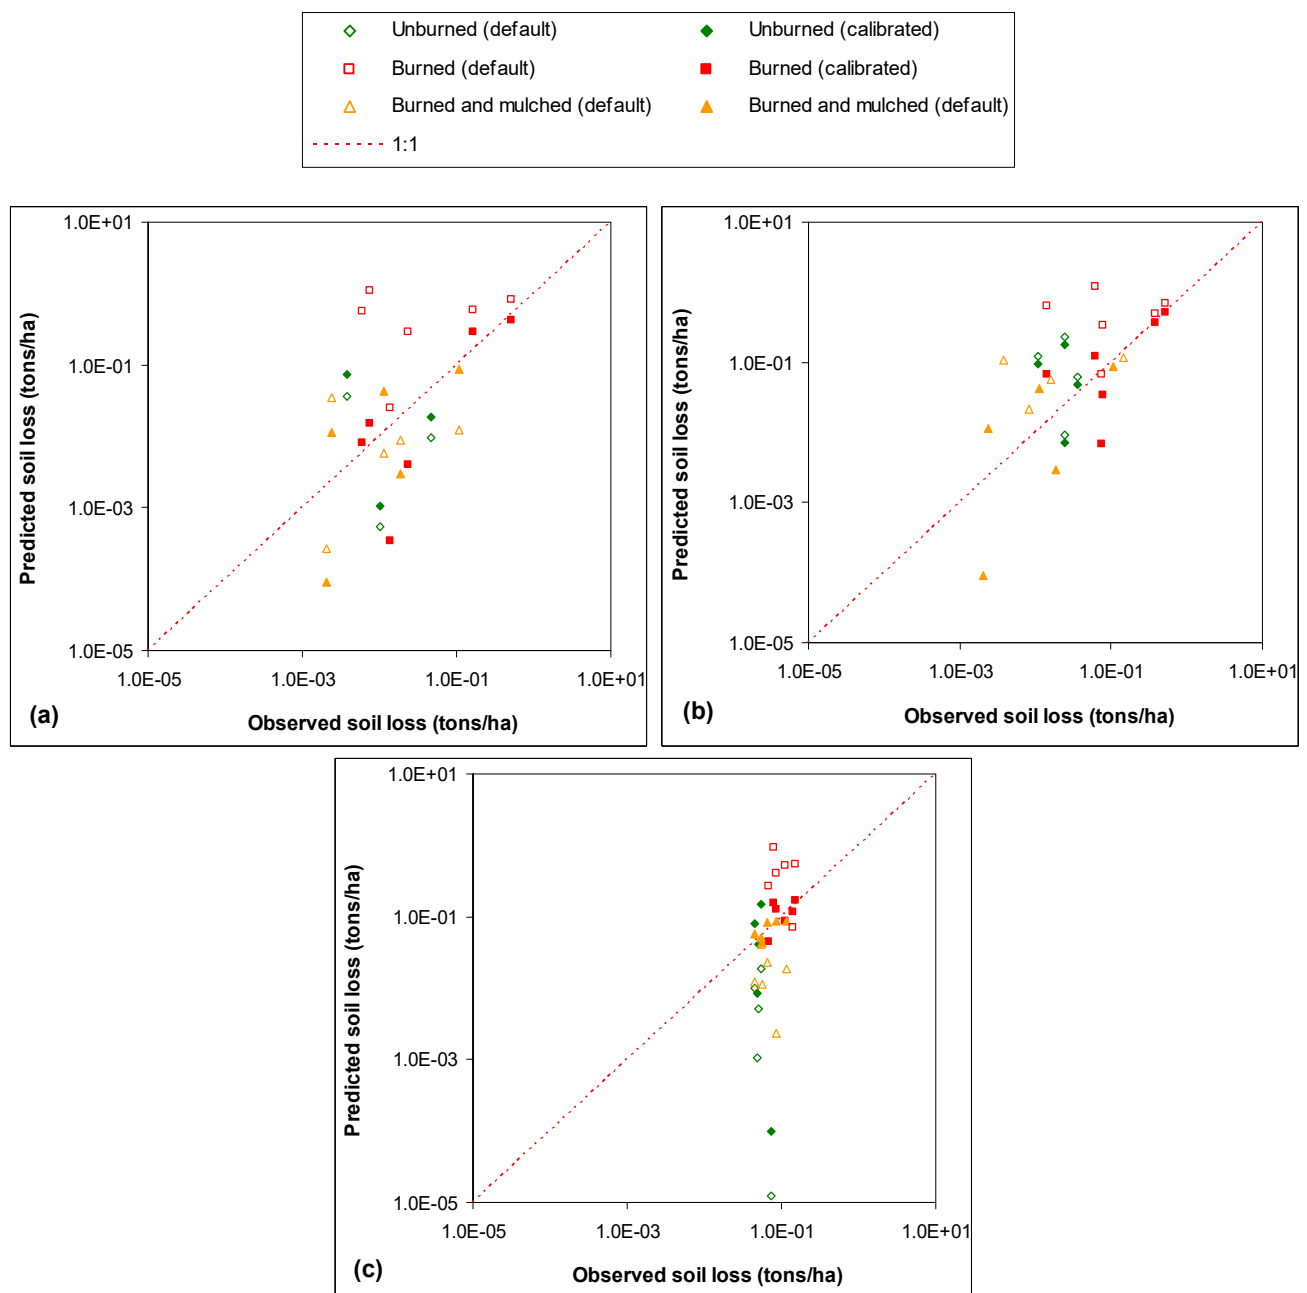 Unburned (default)
Unburned (calibrated)
Burned (default)
Burned (calibrated)
Burned and mulched (default)
Burned and mulched (default)
1:1
1.0E+01
1.0E-01
1.0E-03
1.0E-05
1.0E-05
1.0E-03
1.0E-01
1.0E+01
Predicted soil loss (tons/ha)
Observed soil loss (tons/ha)
(a)
1.0E+01
1.0E-01
1.0E-03
1.0E-05
1.0E-05
1.0E-03
1.0E-01
1.0E+01
Predicted soil loss (tons/ha)
Observed soil loss (tons/ha)
(b)
1.0E+01
1.0E-01
1.0E-03
1.0E-05
1.0E-05
1.0E-03
1.0E-01
1.0E+01
Predicted soil loss (tons/ha)
Observed soil loss (tons/ha)
(c)